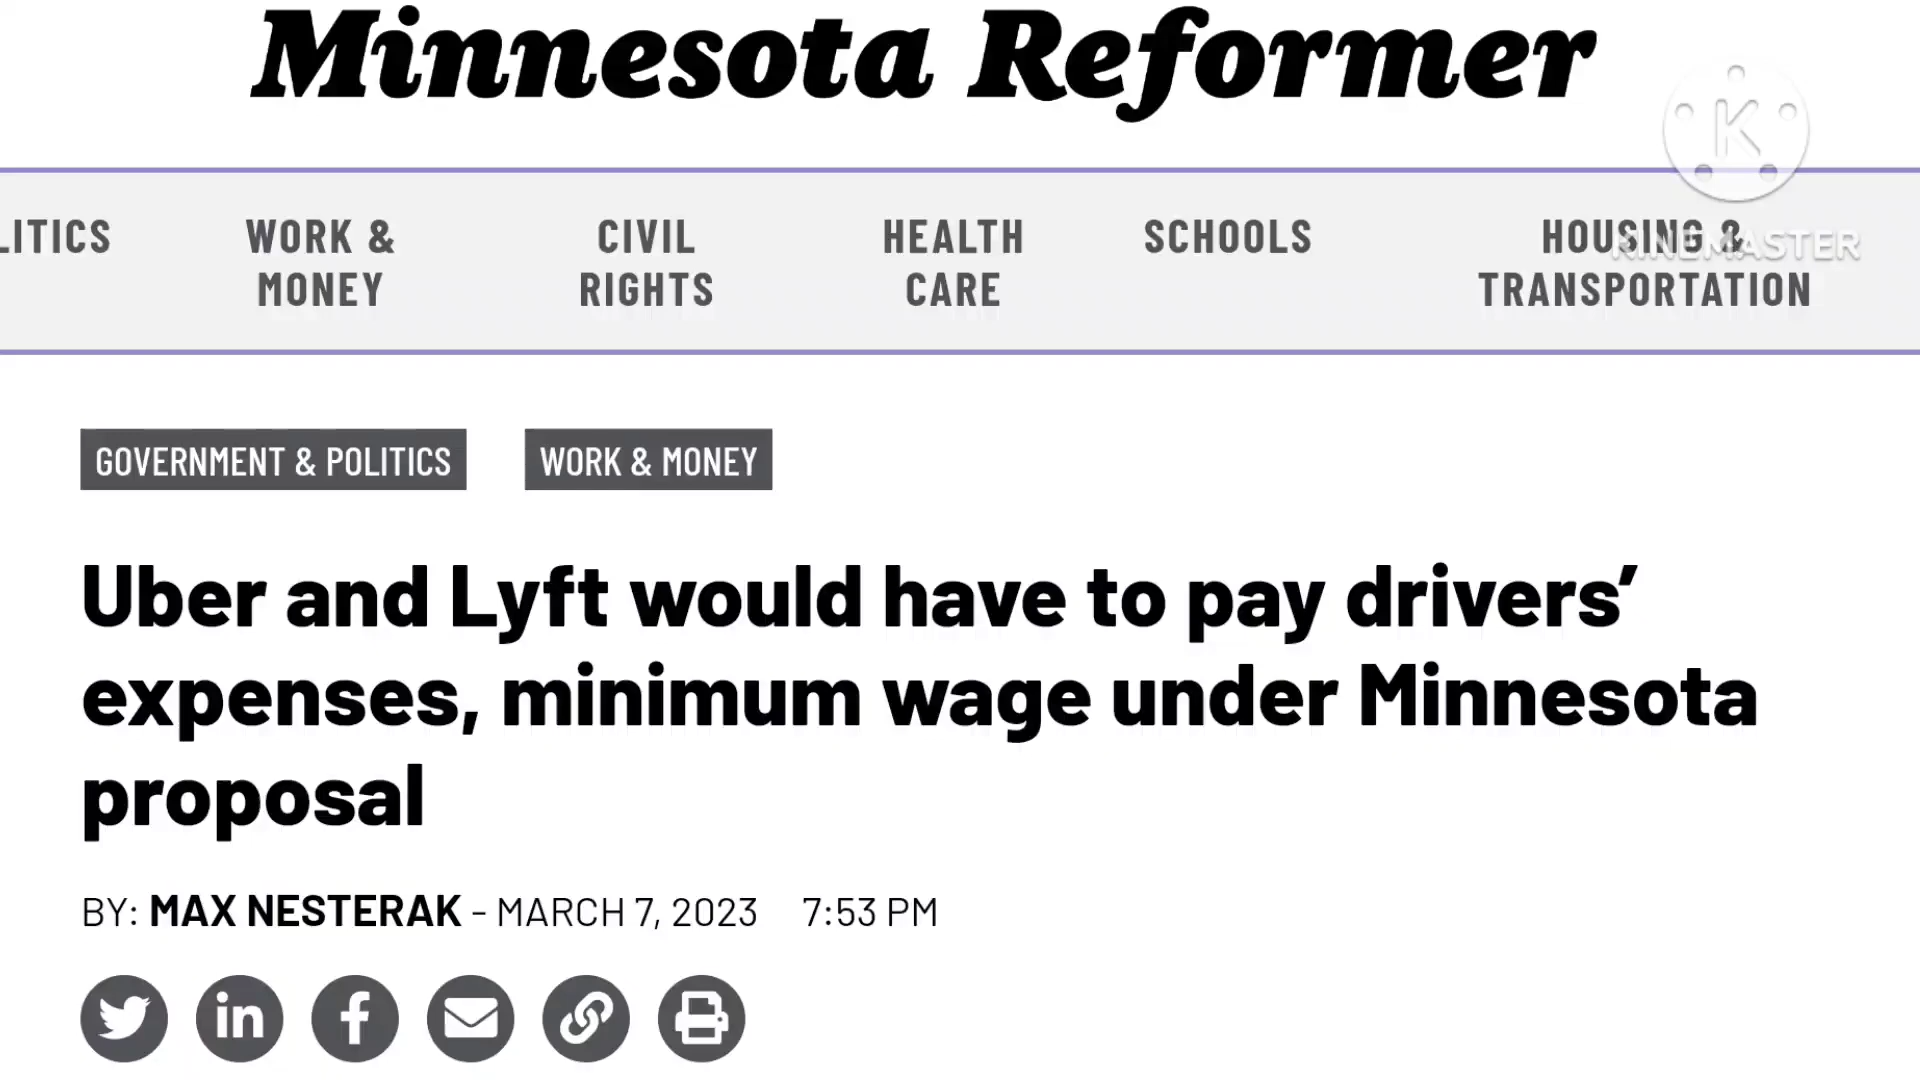 Minnesota Reformer
K
KINEMASTER
LITICS
WORK &
MONEY
CIVIL
RIGHTS
HEALTH
CARE
SCHOOLS
HOUSING &
TRANSPORTATION
GOVERNMENT & POLITICS
WORK & MONEY
Uber and Lyft would have to pay drivers’
expenses, minimum wage under Minnesota
proposal
BY: MAX NESTERAK - MARCH 7, 2023 7:53 PM